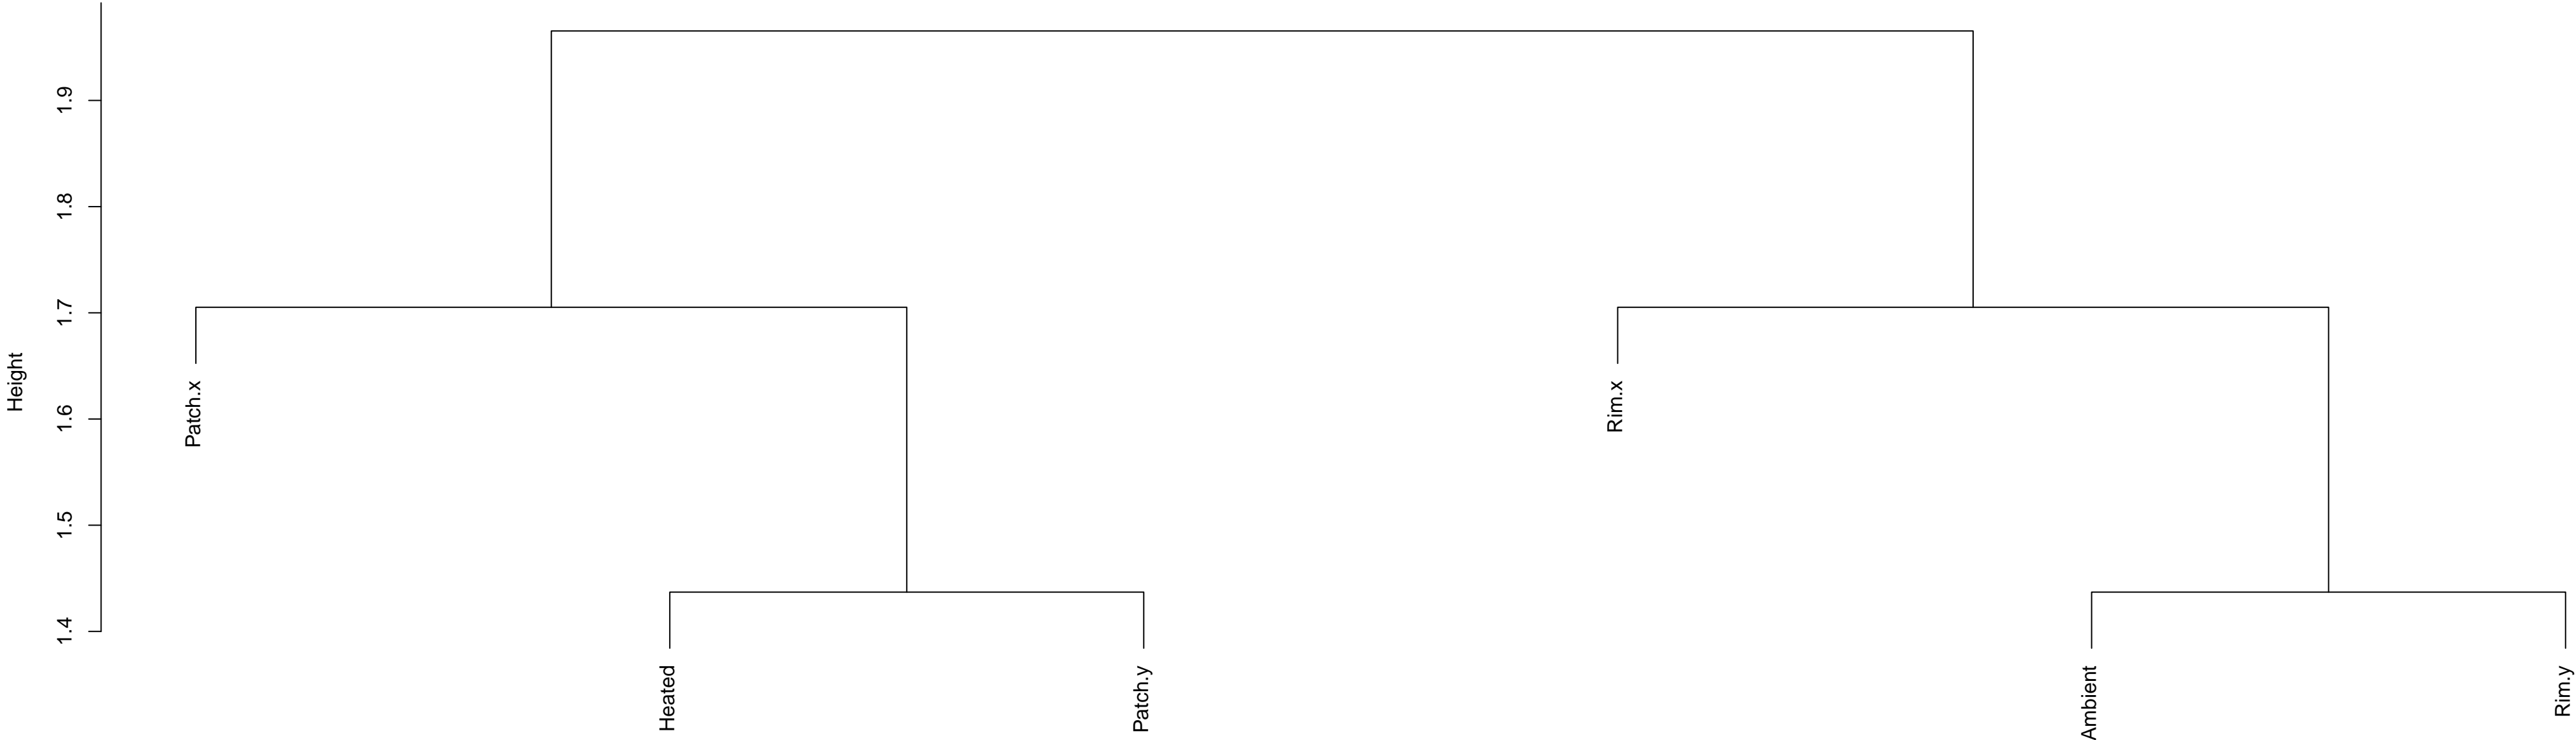 Height
1.9
1.8
1.7
1.6
1.5
1.4
Patch.x
Rim.x
Heated
Patch.y
Ambient
Rim.y